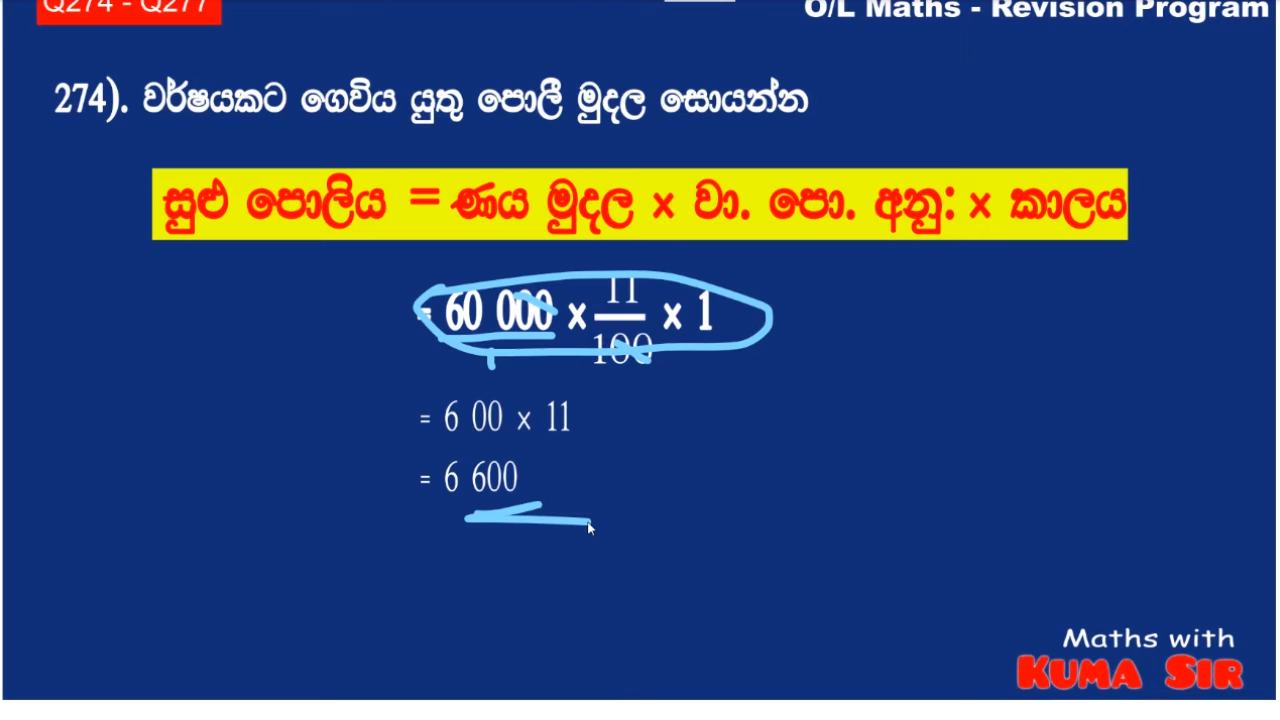 Q274 - Q277
O/L Maths - Revision Program
274). වර්ෂයකට ගෙවිය යුතු පොලී මුදල සොයන්න
සුළු පොලිය = ණය මුදල x වා. පො. අනු: x කාලය
= 60 000 × 11/100 × 1
= 6 00 × 11
= 6 600
Maths with
KUMA SIR